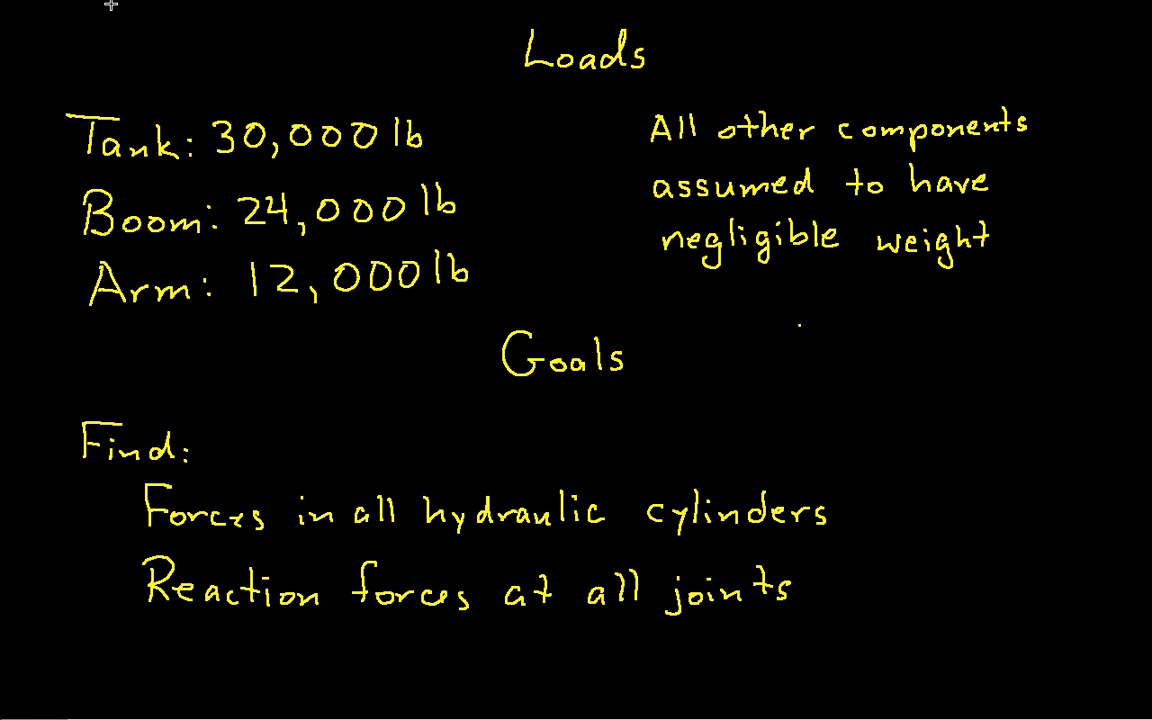 Loads
Tank: 30,000 lb
Boom: 24,000 lb
Arm: 12,000 lb
All other components
assumed to have
negligible weight
Goals
Find:
Forces in all hydraulic cylinders
Reaction forces at all joints